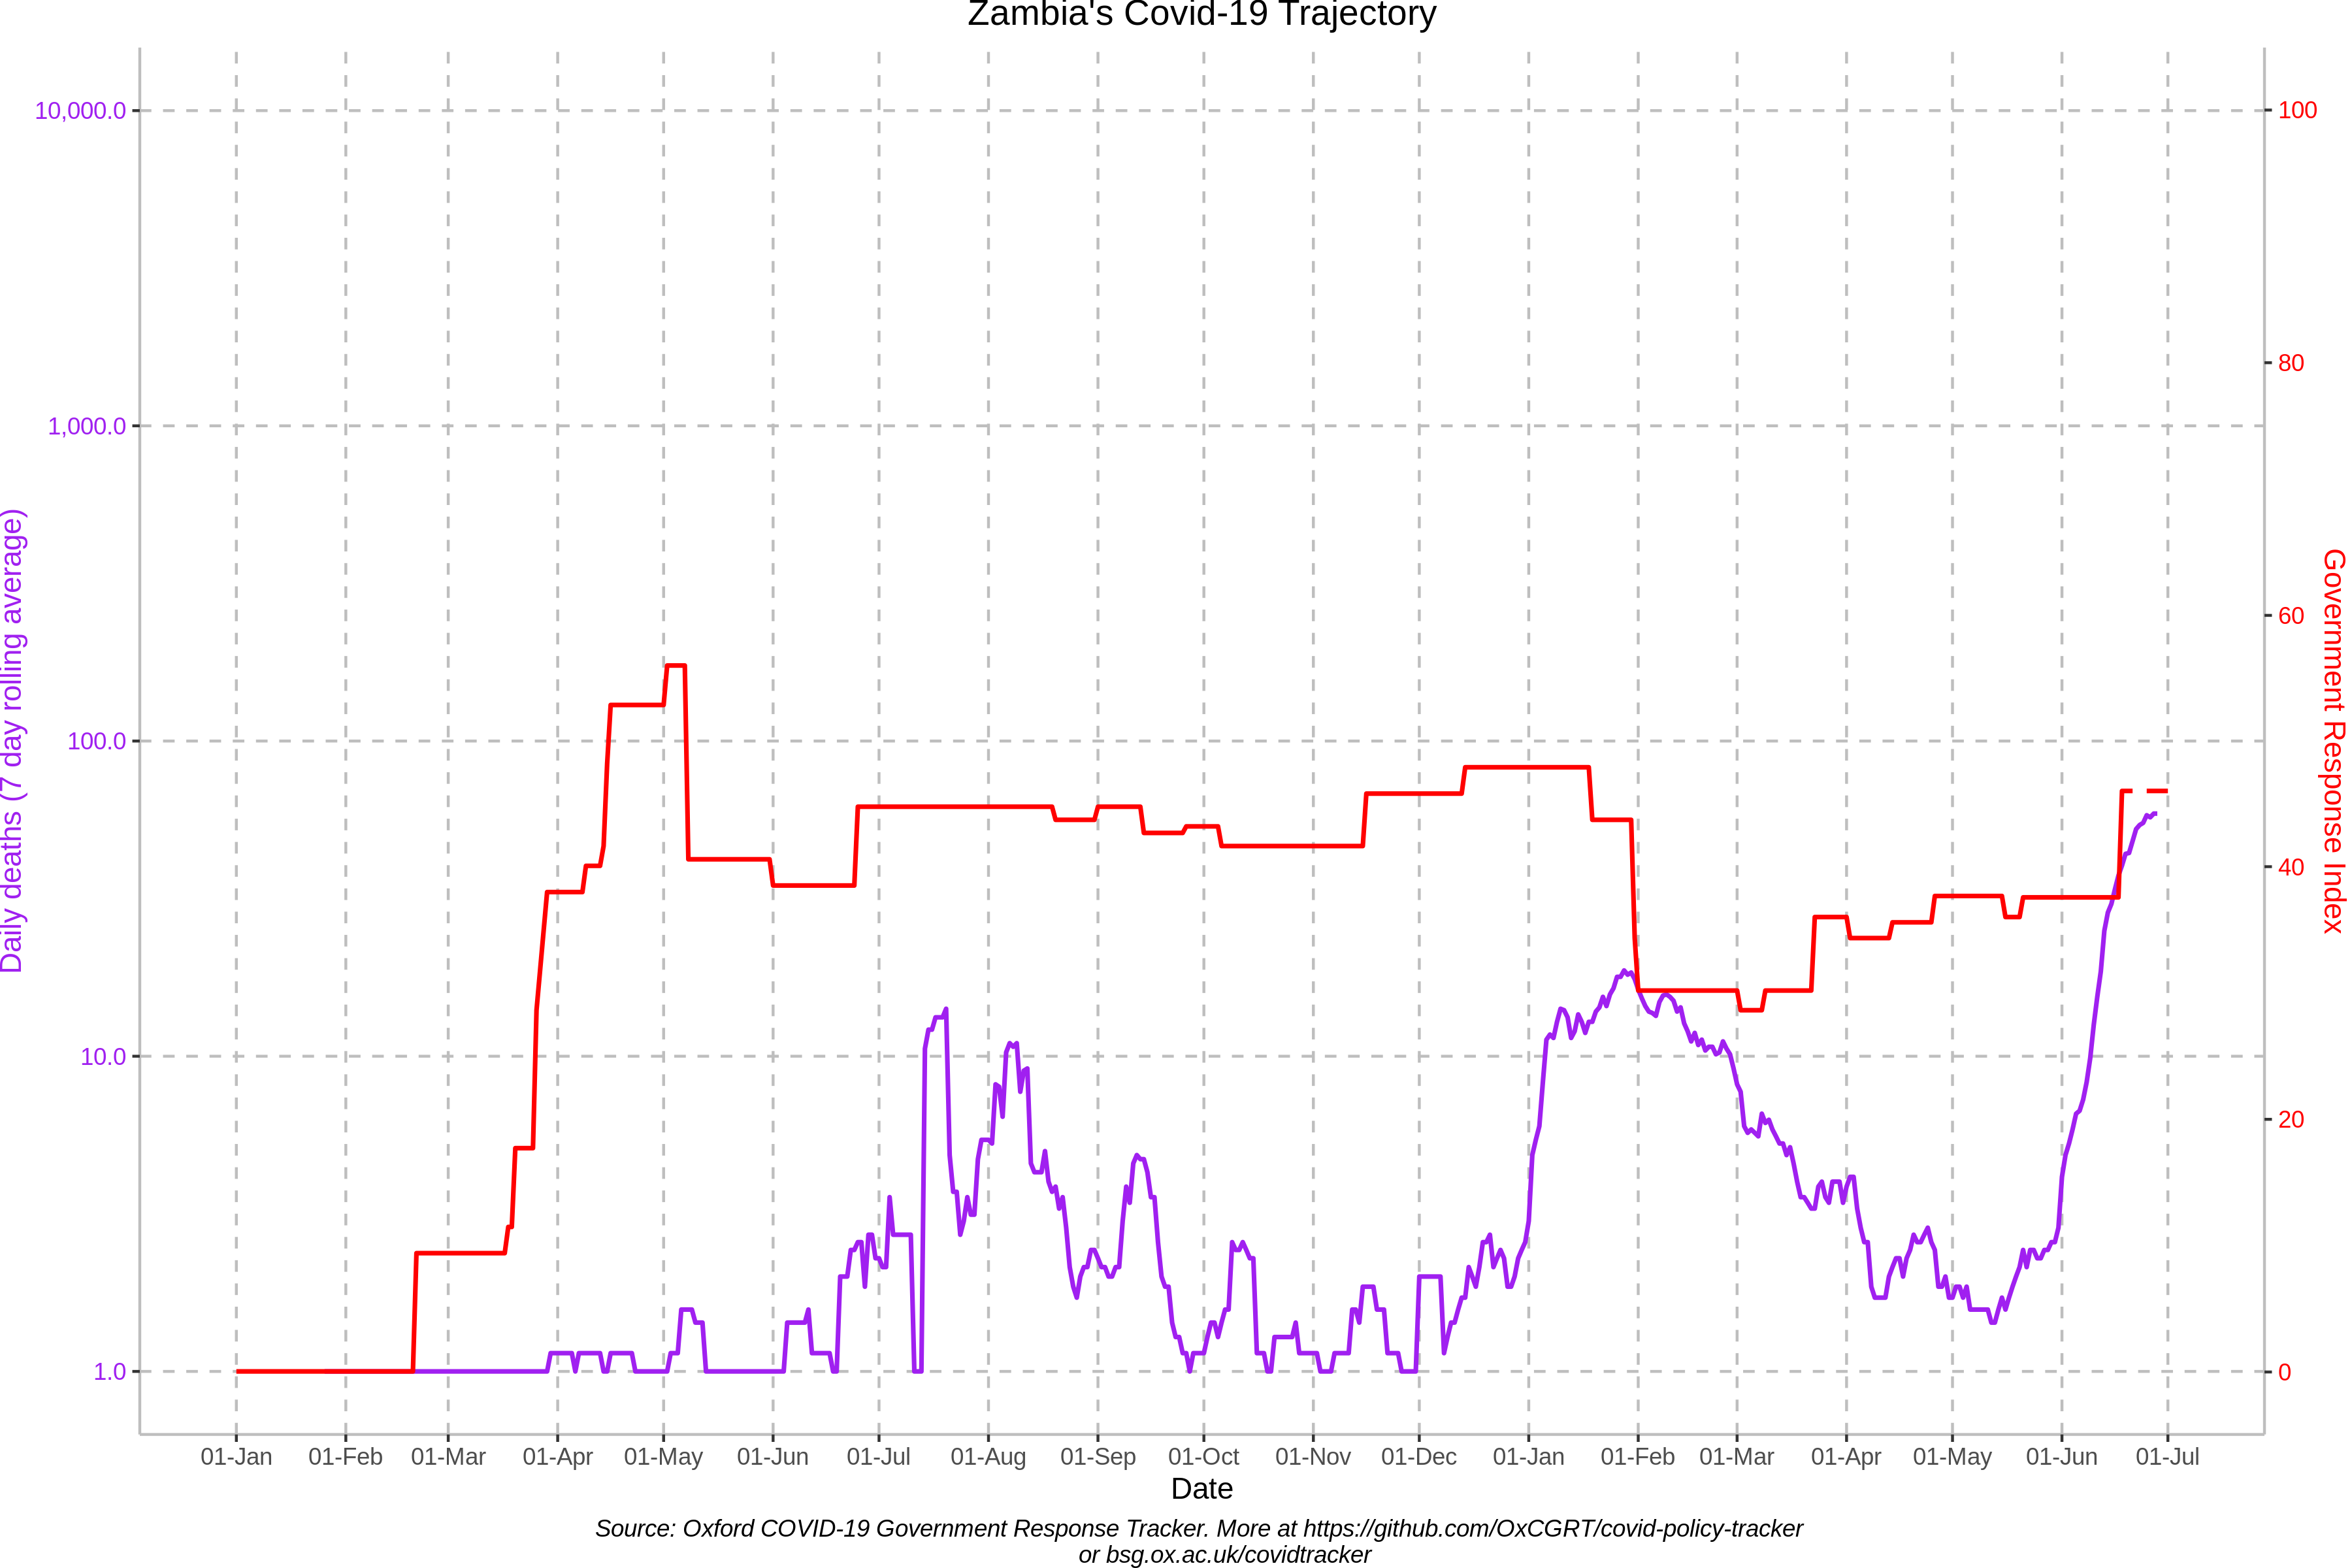 Zambia's Covid-19 Trajectory
10,000.0
1,000.0
100.0
10.0
1.0
Daily deaths (7 day rolling average)
100
80
60
40
20
0
Government Response Index
01-Jan 01-Feb 01-Mar 01-Apr 01-May 01-Jun 01-Jul 01-Aug 01-Sep 01-Oct 01-Nov 01-Dec 01-Jan 01-Feb 01-Mar 01-Apr 01-May 01-Jun 01-Jul
Date
Source: Oxford COVID-19 Government Response Tracker. More at https://github.com/OxCGRT/covid-policy-tracker
or bsg.ox.ac.uk/covidtracker